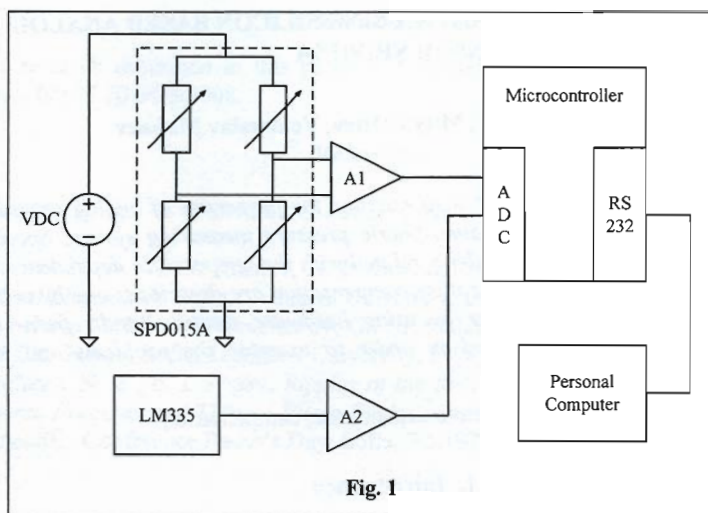 Microcontroller
A1
A
D
C
RS
232
VDC
+
−
SPD015A
LM335
A2
Personal
Computer
Fig. 1